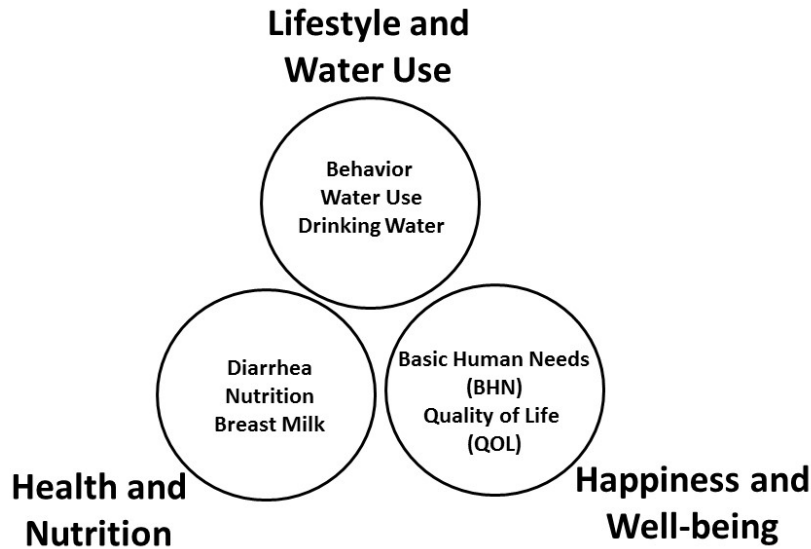 Lifestyle and
Water Use
Behavior
Water Use
Drinking Water
Diarrhea
Nutrition
Breast Milk
Health and
Nutrition
Basic Human Needs
(BHN)
Quality of Life
(QOL)
Happiness and
Well-being